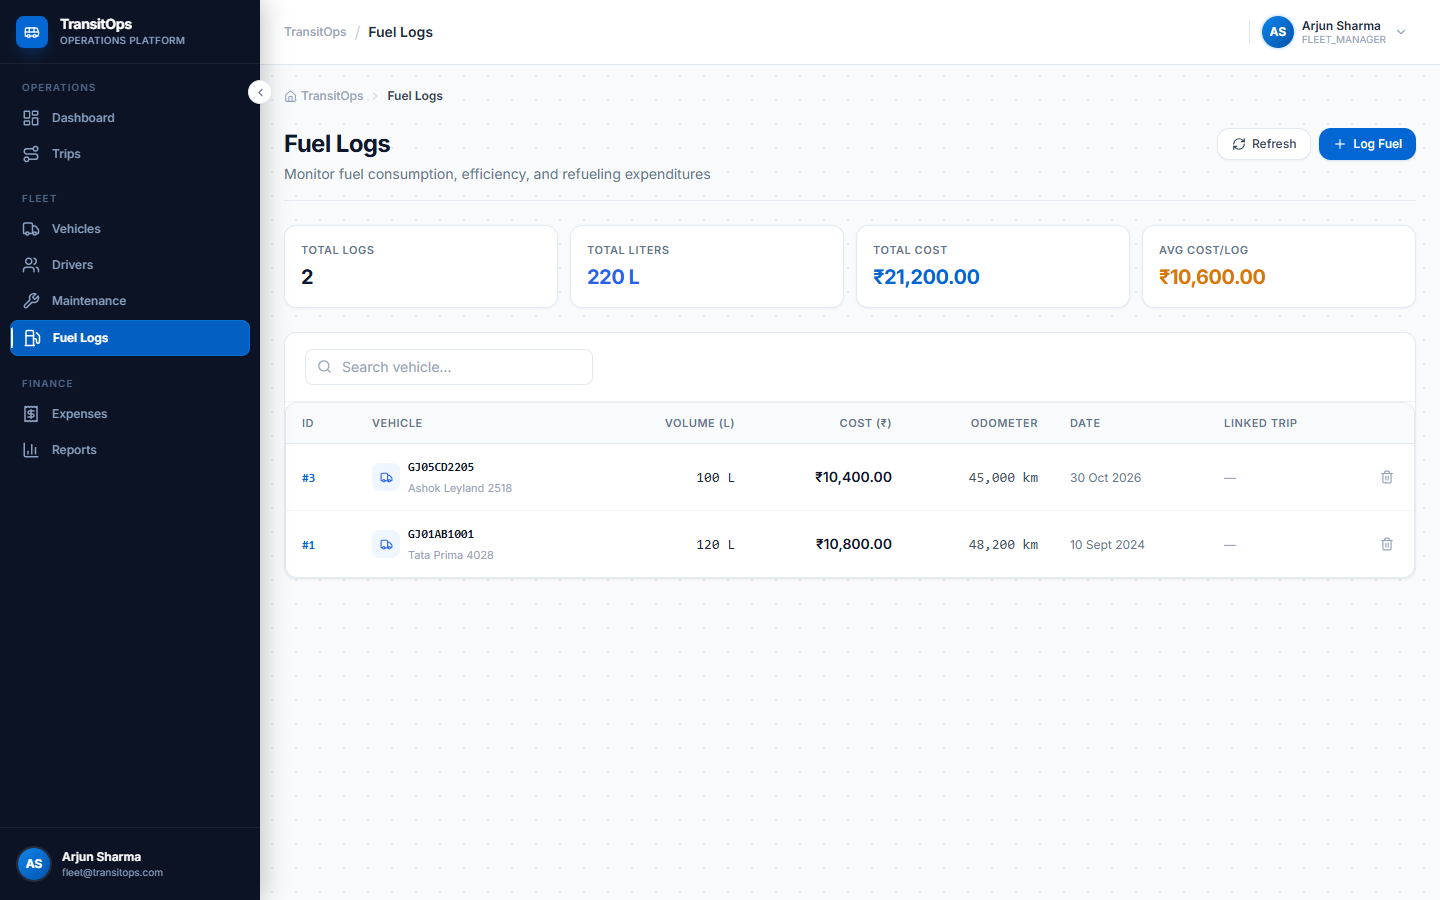 TransitOps
OPERATIONS PLATFORM
OPERATIONS
Dashboard
Trips
FLEET
Vehicles
Drivers
Maintenance
Fuel Logs
FINANCE
Expenses
Reports
AS
Arjun Sharma
fleet@transitops.com
TransitOps / Fuel Logs
AS
Arjun Sharma
FLEET_MANAGER
TransitOps > Fuel Logs
Fuel Logs
Monitor fuel consumption, efficiency, and refueling expenditures
Refresh
+ Log Fuel
TOTAL LOGS
2
TOTAL LITERS
220 L
TOTAL COST
₹21,200.00
AVG COST/LOG
₹10,600.00
Search vehicle...
ID VEHICLE VOLUME (L) COST (₹) ODOMETER DATE LINKED TRIP
#3 GJ05CD2205 100 L ₹10,400.00 45,000 km 30 Oct 2026 —
Ashok Leyland 2518
#1 GJ01AB1001 120 L ₹10,800.00 48,200 km 10 Sept 2024 —
Tata Prima 4028